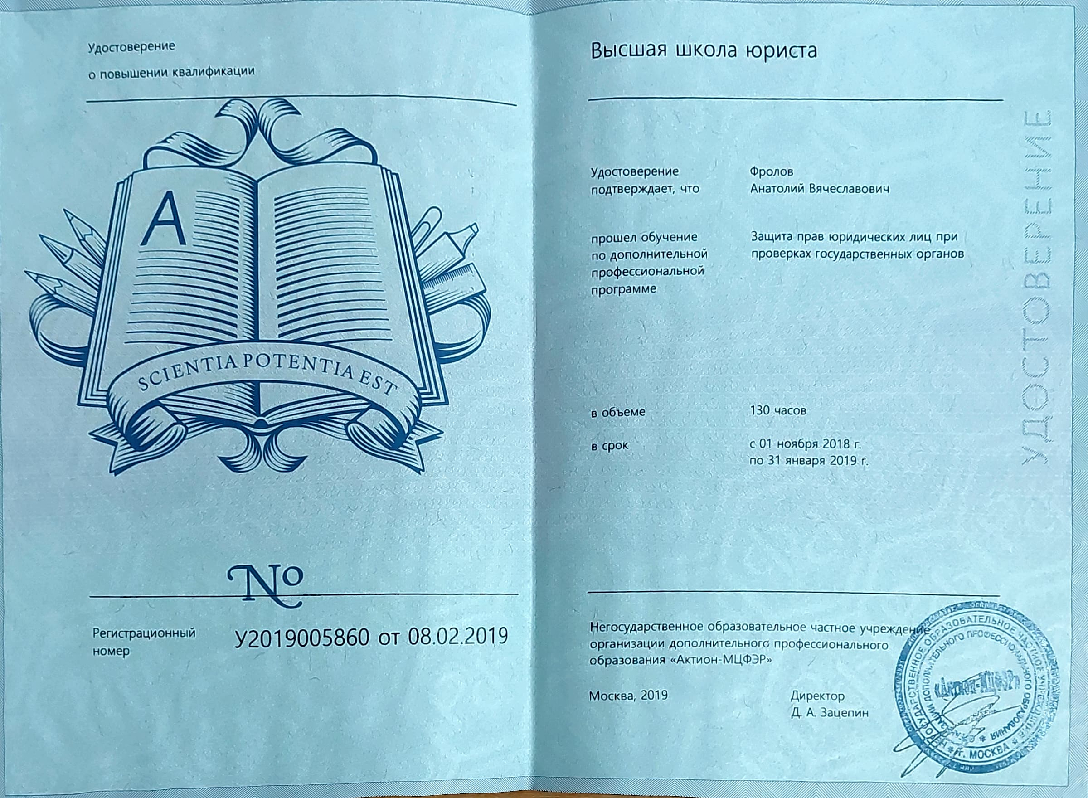 Удостоверение
о повышении квалификации
A
SCIENTIA POTENTIA EST
№
Регистрационный
номер
У2019005860 от 08.02.2019
Высшая школа юриста
Удостоверение
подтверждает, что
Фролов
Анатолий Вячеславович
прошел обучение
по дополнительной
профессиональной
программе
Защита прав юридических лиц при
проверках государственных органов
в объеме
130 часов
в срок
с 01 ноября 2018 г.
по 31 января 2019 г.
Негосударственное образовательное частное учреждение
организации дополнительного профессионального
образования «Актион-МЦФЭР»
Москва, 2019
Директор
Д. А. Зацепин
УДОСТОВЕРЕНИЕ
«Актион-МЦФЭР»
г. МОСКВА